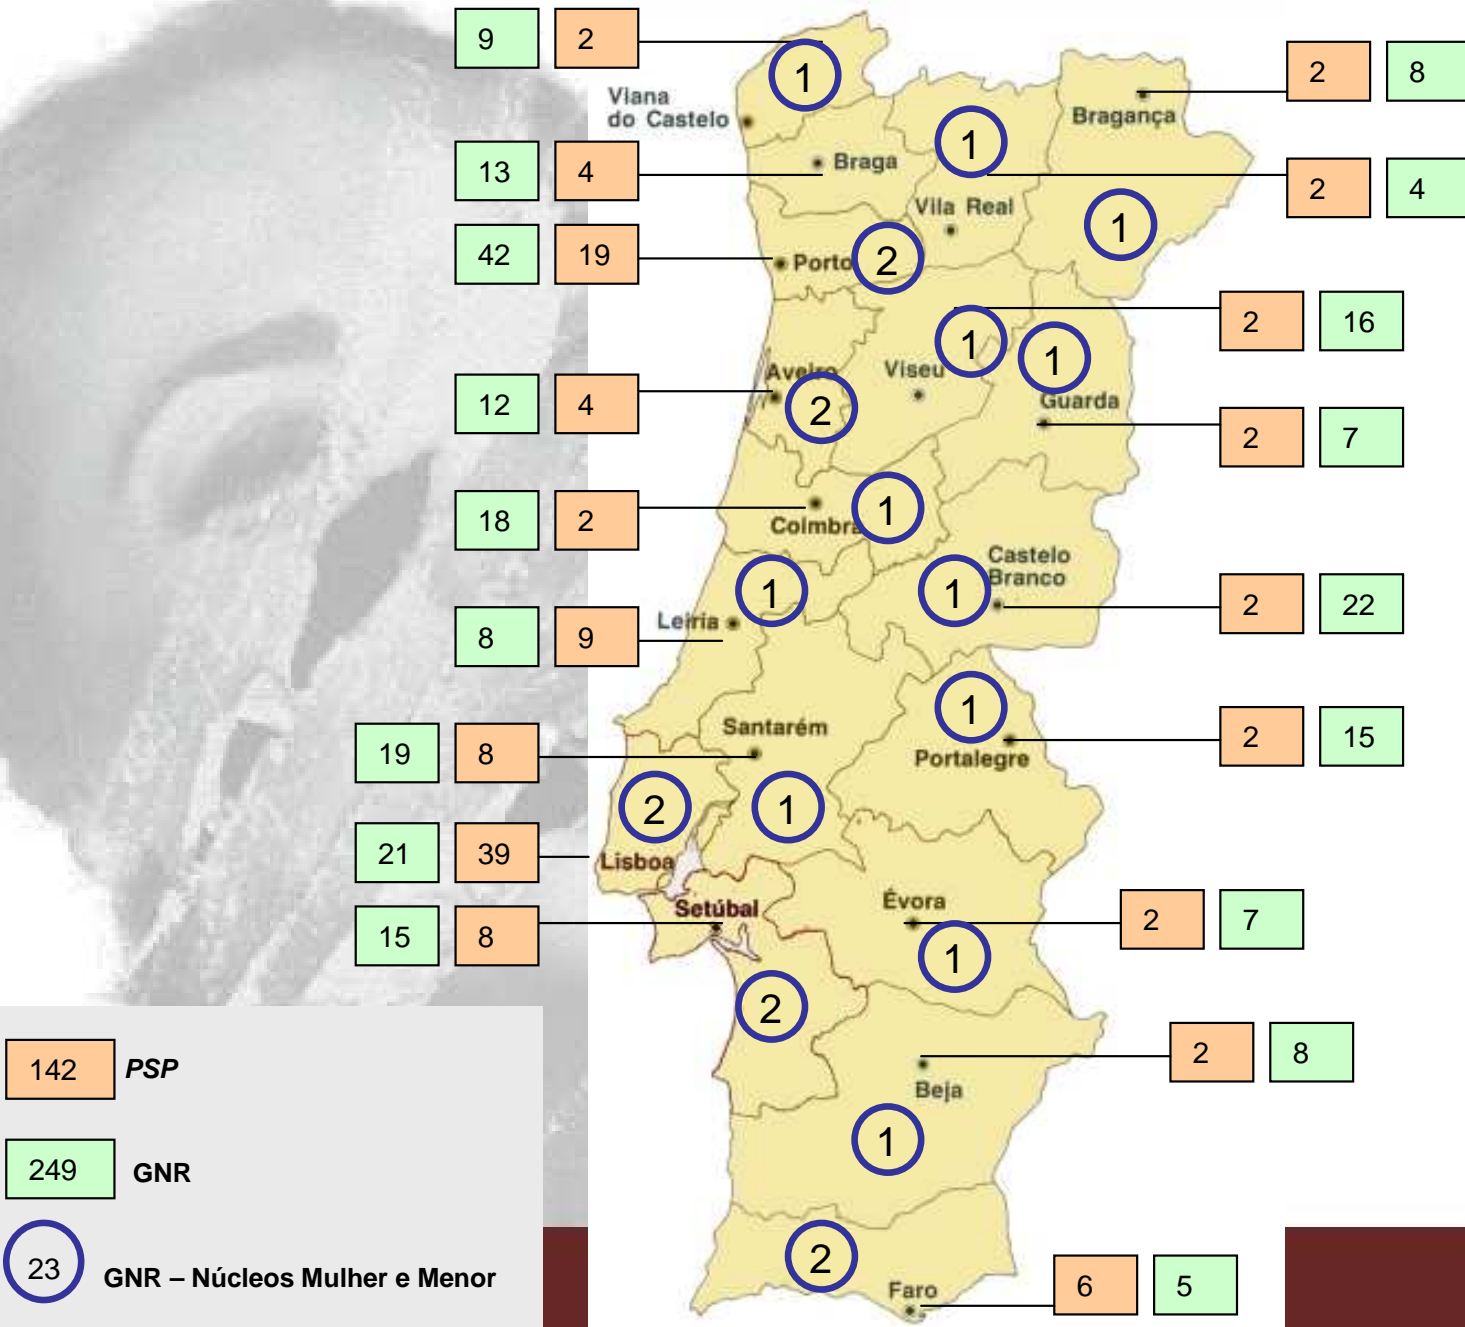 9 2
1
2 8
Viana
do Castelo
Bragança
1
13 4
Braga
2 4
Vila Real
1
42 19
Porto 2
2 16
1
1
Aveiro
Viseu
12 4
2
Guarda
2 7
18 2
Coimbra 1
Castelo
Branco
1
1
2 22
Leiria
8 9
1
Santarém
Portalegre
2 15
19 8
2
1
21 39
Lisboa
Setúbal
Évora
2 7
15 8
1
2
2 8
142 PSP
Beja
1
249 GNR
2
23 GNR – Núcleos Mulher e Menor
Faro
6 5